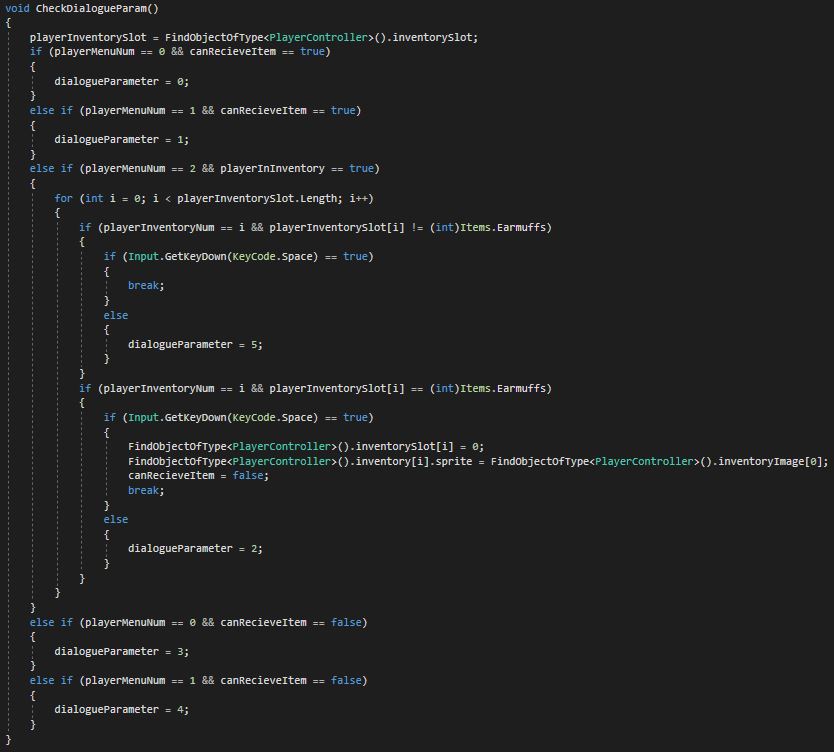 void CheckDialogueParam()
{
    playerInventorySlot = FindObjectOfType<PlayerController>().inventorySlot;
    if (playerMenuNum == 0 && canRecieveItem == true)
    {
        dialogueParameter = 0;
    }
    else if (playerMenuNum == 1 && canRecieveItem == true)
    {
        dialogueParameter = 1;
    }
    else if (playerMenuNum == 2 && playerInInventory == true)
    {
        for (int i = 0; i < playerInventorySlot.Length; i++)
        {
            if (playerInventoryNum == i && playerInventorySlot[i] != (int)Items.Earmuffs)
            {
                if (Input.GetKeyDown(KeyCode.Space) == true)
                {
                    break;
                }
                else
                {
                    dialogueParameter = 5;
                }
            }
            if (playerInventoryNum == i && playerInventorySlot[i] == (int)Items.Earmuffs)
            {
                if (Input.GetKeyDown(KeyCode.Space) == true)
                {
                    FindObjectOfType<PlayerController>().inventorySlot[i] = 0;
                    FindObjectOfType<PlayerController>().inventory[i].sprite = FindObjectOfType<PlayerController>().inventoryImage[0];
                    canRecieveItem = false;
                    break;
                }
                else
                {
                    dialogueParameter = 2;
                }
            }
        }
    }
    else if (playerMenuNum == 0 && canRecieveItem == false)
    {
        dialogueParameter = 3;
    }
    else if (playerMenuNum == 1 && canRecieveItem == false)
    {
        dialogueParameter = 4;
    }
}